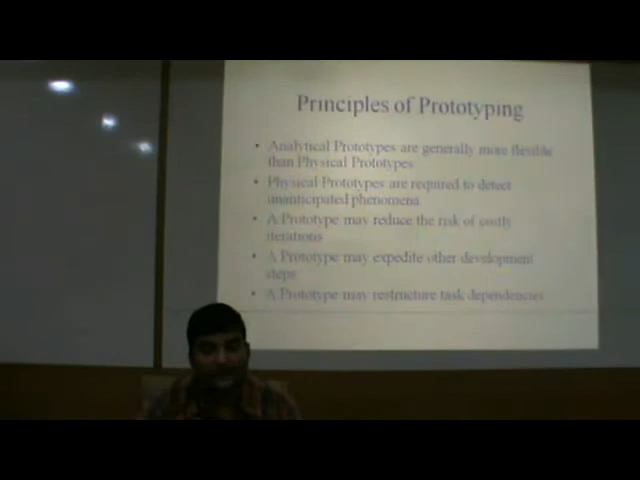 Principles of Prototyping
• Analytical Prototypes are generally more flexible
than Physical Prototypes
• Physical Prototypes are required to detect
unanticipated phenomena
• A Prototype may reduce the risk of costly
iterations
• A Prototype may expedite other development
steps
• A Prototype may restructure task dependencies